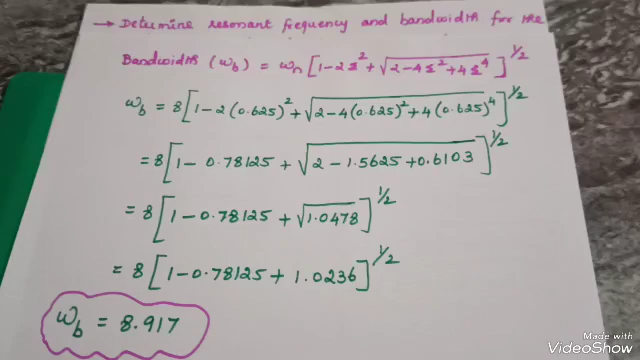 → Determine resonant frequency and bandwidth for the
Bandwidth (ωb) = ωn [1-2ξ² + √2-4ξ²+4ξ⁴]^1/2
ωb = 8[1-2(0.625)² + √2-4(0.625)²+4(0.625)⁴]^1/2
= 8[1- 0.78125 + √2-1.5625+0.6103]^1/2
= 8[1-0.78125 + √1.0478]^1/2
= 8[1-0.78125 + 1.0236]^1/2
ωb = 8.917
Made with
VideoShow